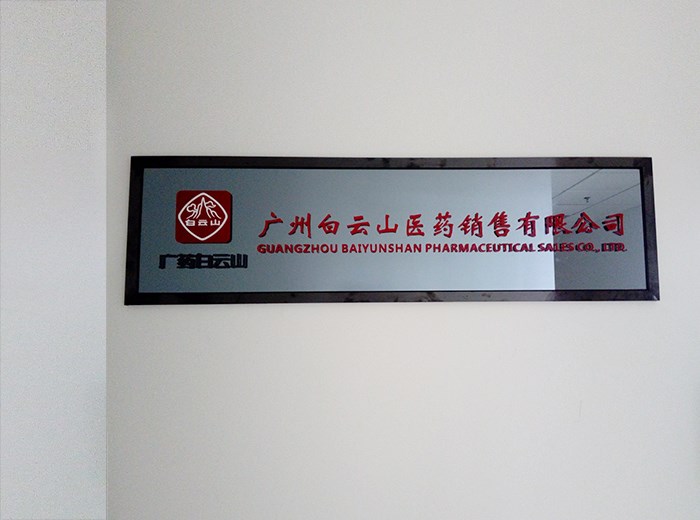 白云山
广药白云山
广州白云山医药销售有限公司
GUANGZHOU BAIYUNSHAN PHARMACEUTICAL SALES CO., LTD.